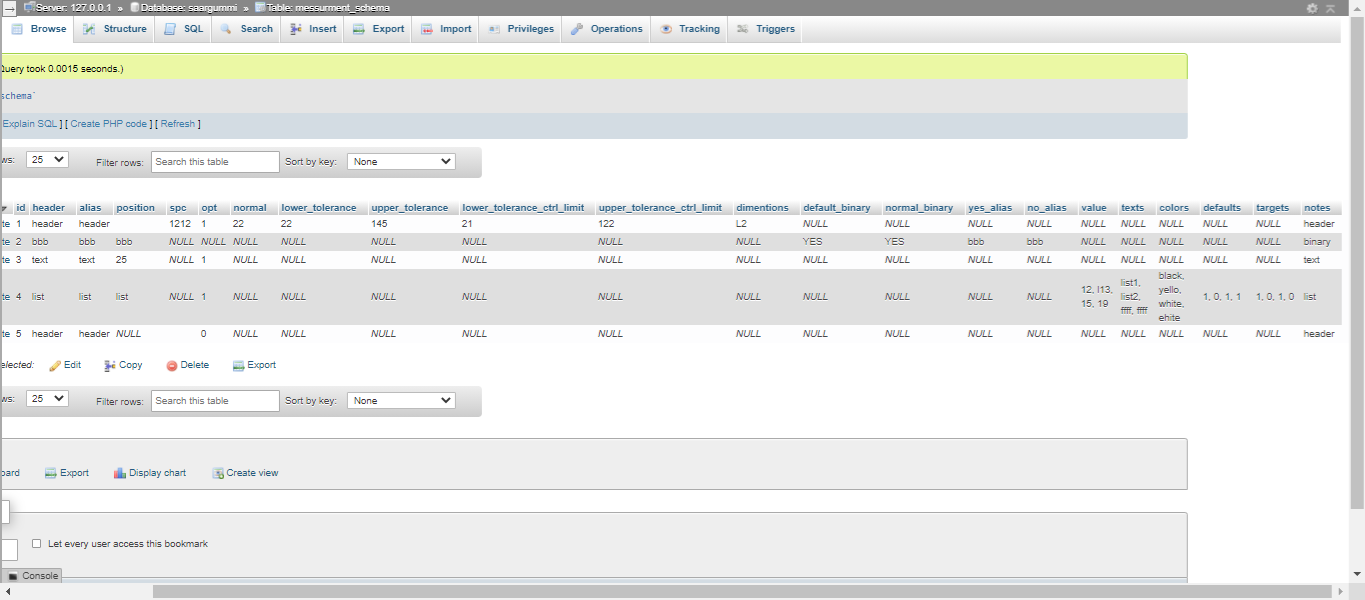 Server: 127.0.0.1 » Database: saargummi » Table: messurment_schema
Browse Structure SQL Search Insert Export Import Privileges Operations Tracking Triggers
Query took 0.0015 seconds.)
schema`
Explain SQL ] [ Create PHP code ] [ Refresh ]
ws: 25 Filter rows: Search this table Sort by key: None
id header alias position spc opt normal lower_tolerance upper_tolerance lower_tolerance_ctrl_limit upper_tolerance_ctrl_limit dimentions default_binary normal_binary yes_alias no_alias value texts colors defaults targets notes
te 1 header header 1212 1 22 22 145 21 122 L2 NULL NULL NULL NULL NULL NULL NULL NULL NULL header
te 2 bbb bbb bbb NULL NULL NULL NULL NULL NULL NULL NULL YES YES bbb bbb NULL NULL NULL NULL NULL binary
te 3 text text 25 NULL 1 NULL NULL NULL NULL NULL NULL NULL NULL NULL NULL NULL NULL NULL NULL NULL text
te 4 list list list NULL 1 NULL NULL NULL NULL NULL NULL NULL NULL NULL NULL 12, l13, 15, 19 list1, list2, ffff, ffff black, yello, white, ehite 1, 0, 1, 1 1, 0, 1, 0 list
te 5 header header NULL 0 NULL NULL NULL NULL NULL NULL NULL NULL NULL NULL NULL NULL NULL NULL NULL header
elected: Edit Copy Delete Export
ws: 25 Filter rows: Search this table Sort by key: None
oard Export Display chart Create view
Let every user access this bookmark
Console